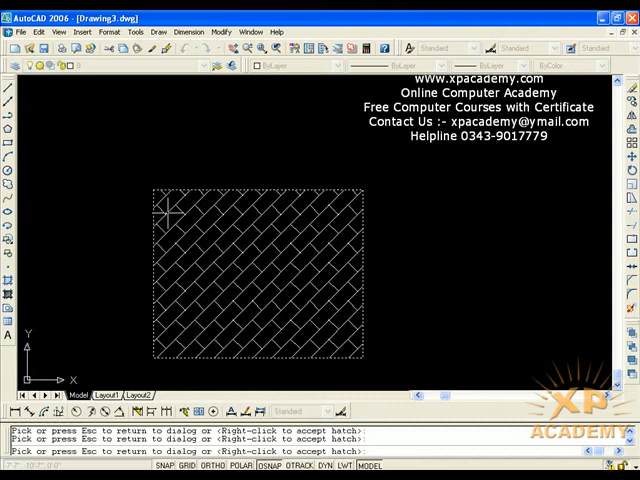 AutoCAD 2006 - [Drawing3.dwg]
File Edit View Insert Format Tools Draw Dimension Modify Window Help
Standard Standard Standard
0 ByLayer ByLayer ByLayer ByColor
www.xpacademy.com
Online Computer Academy
Free Computer Courses with Certificate
Contact Us :- xpacademy@ymail.com
Helpline 0343-9017779
Y
X
Model Layout1 Layout2
Standard
XP
ACADEMY
Pick or press Esc to return to dialog or <Right-click to accept hatch>:
Pick or press Esc to return to dialog or <Right-click to accept hatch>:
Pick or press Esc to return to dialog or <Right-click to accept hatch>:
SNAP GRID ORTHO POLAR OSNAP OTRACK DYN LWT MODEL